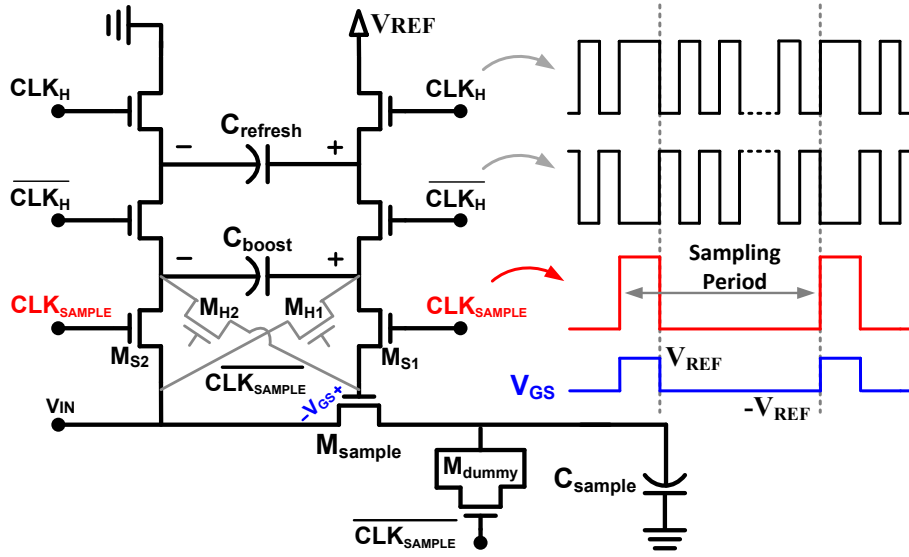 VREF
CLKH
CLKH
Crefresh
− +
CLKH
CLKH
Cboost
− +
Sampling
Period
CLKSAMPLE
MH2
MH1
CLKSAMPLE
MS2
MS1
CLKSAMPLE
VREF
VGS
-VREF
-VGS+
VIN
Msample
Mdummy
Csample
CLKSAMPLE